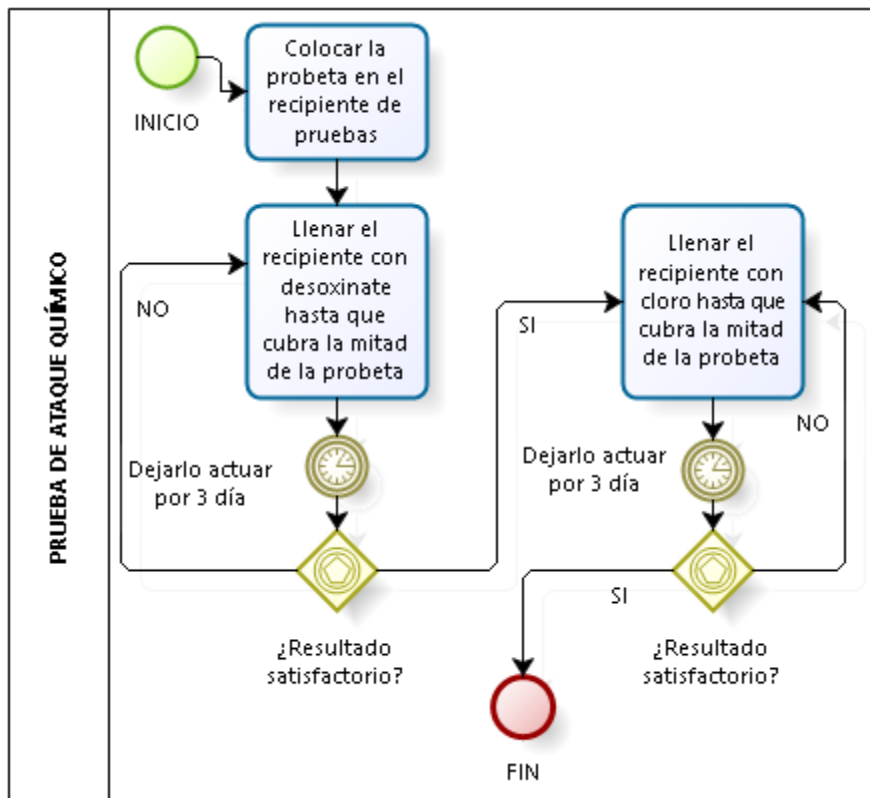 PRUEBA DE ATAQUE QUÍMICO
INICIO
Colocar la
probeta en el
recipiente de
pruebas
Llenar el
recipiente con
desoxinate
hasta que
cubra la mitad
de la probeta
NO
Dejarlo actuar
por 3 día
¿Resultado
satisfactorio?
SI
Llenar el
recipiente con
cloro hasta que
cubra la mitad
de la probeta
NO
Dejarlo actuar
por 3 día
¿Resultado
satisfactorio?
SI
FIN